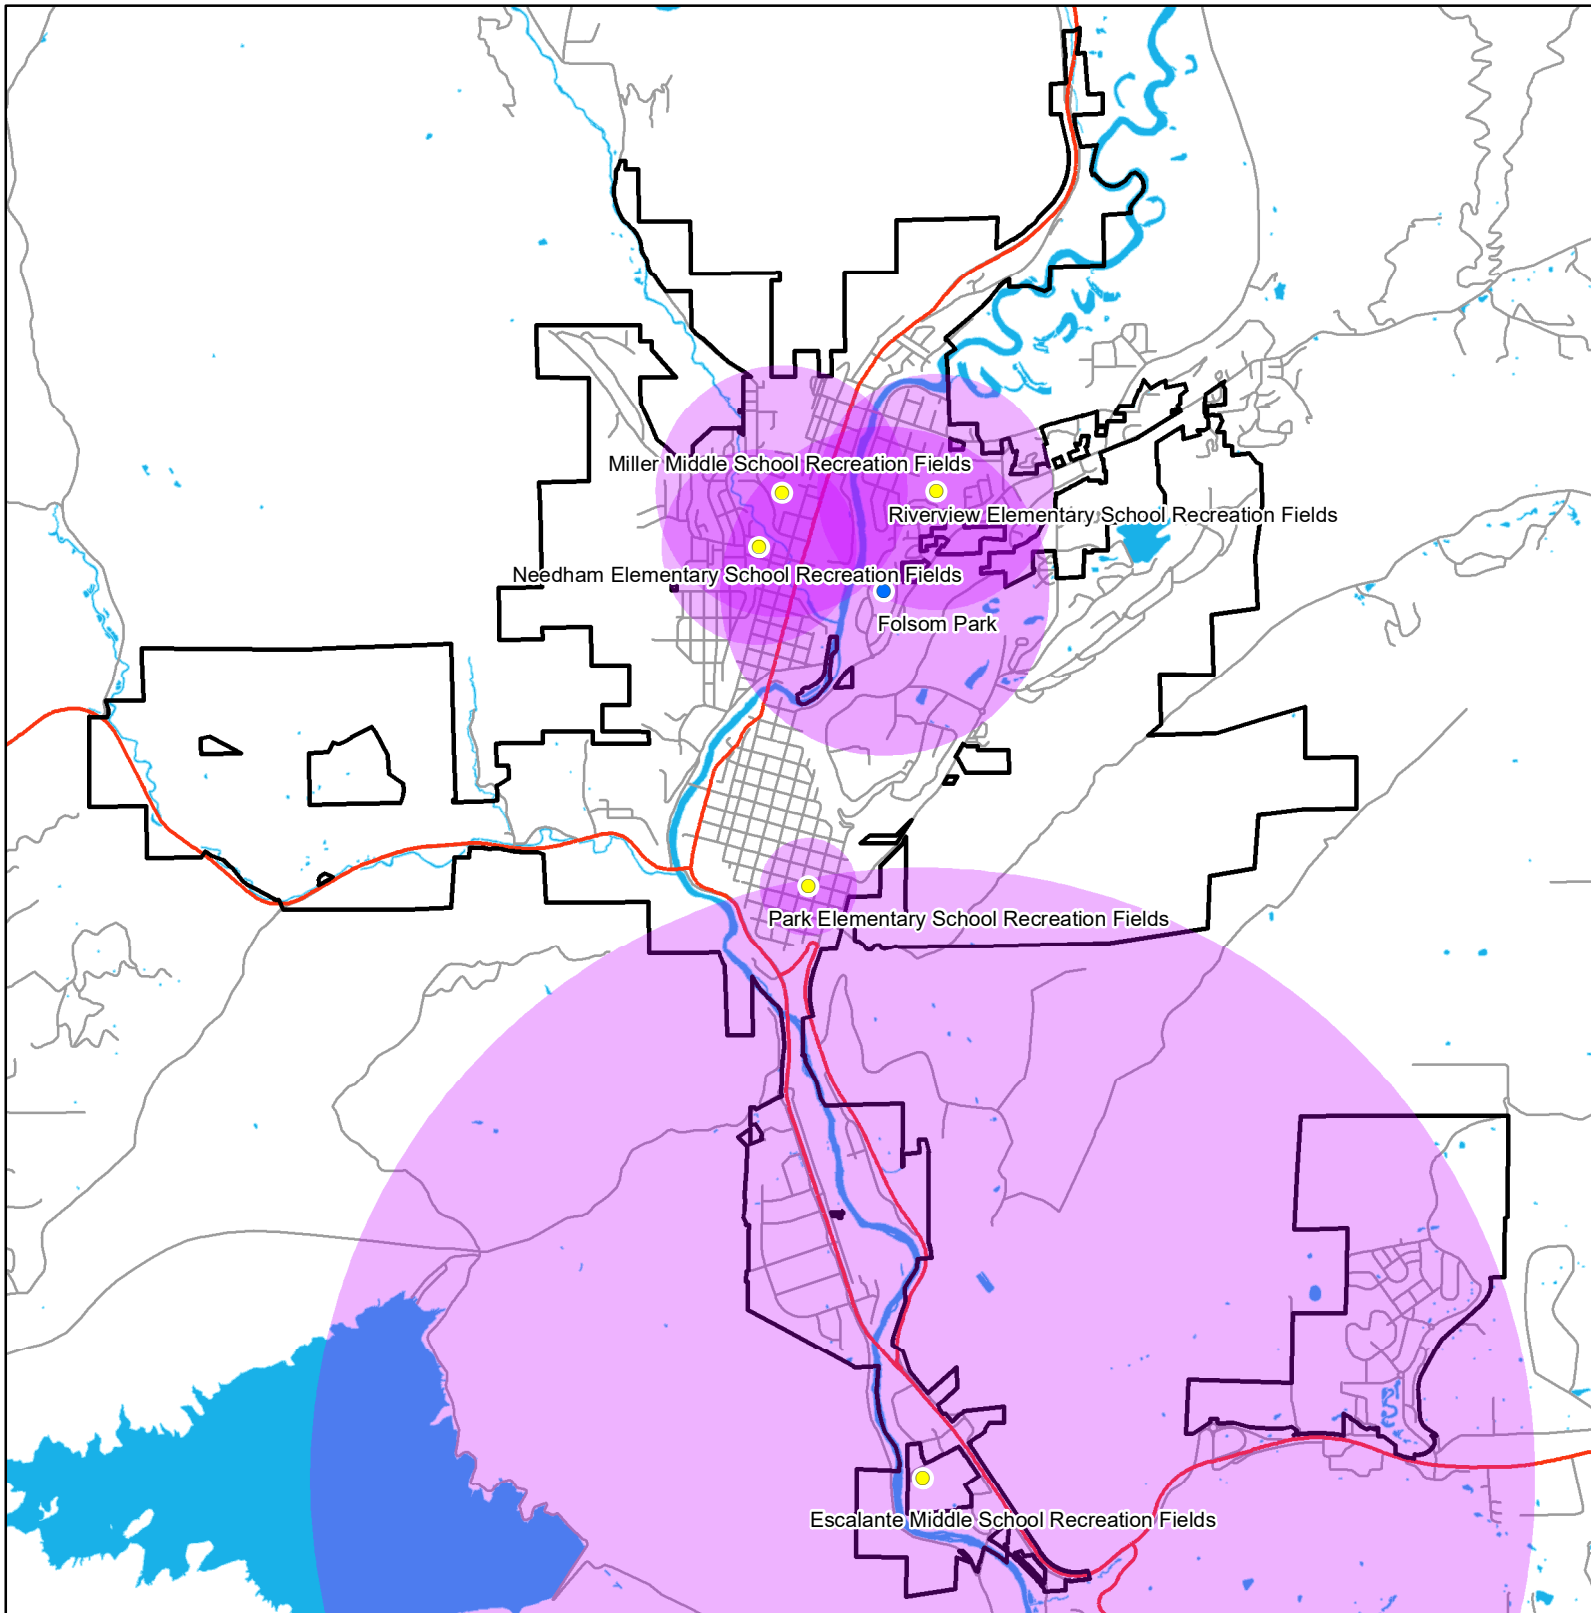 Miller Middle School Recreation Fields
Riverview Elementary School Recreation Fields
Needham Elementary School Recreation Fields
Folsom Park
Park Elementary School Recreation Fields
Escalante Middle School Recreation Fields